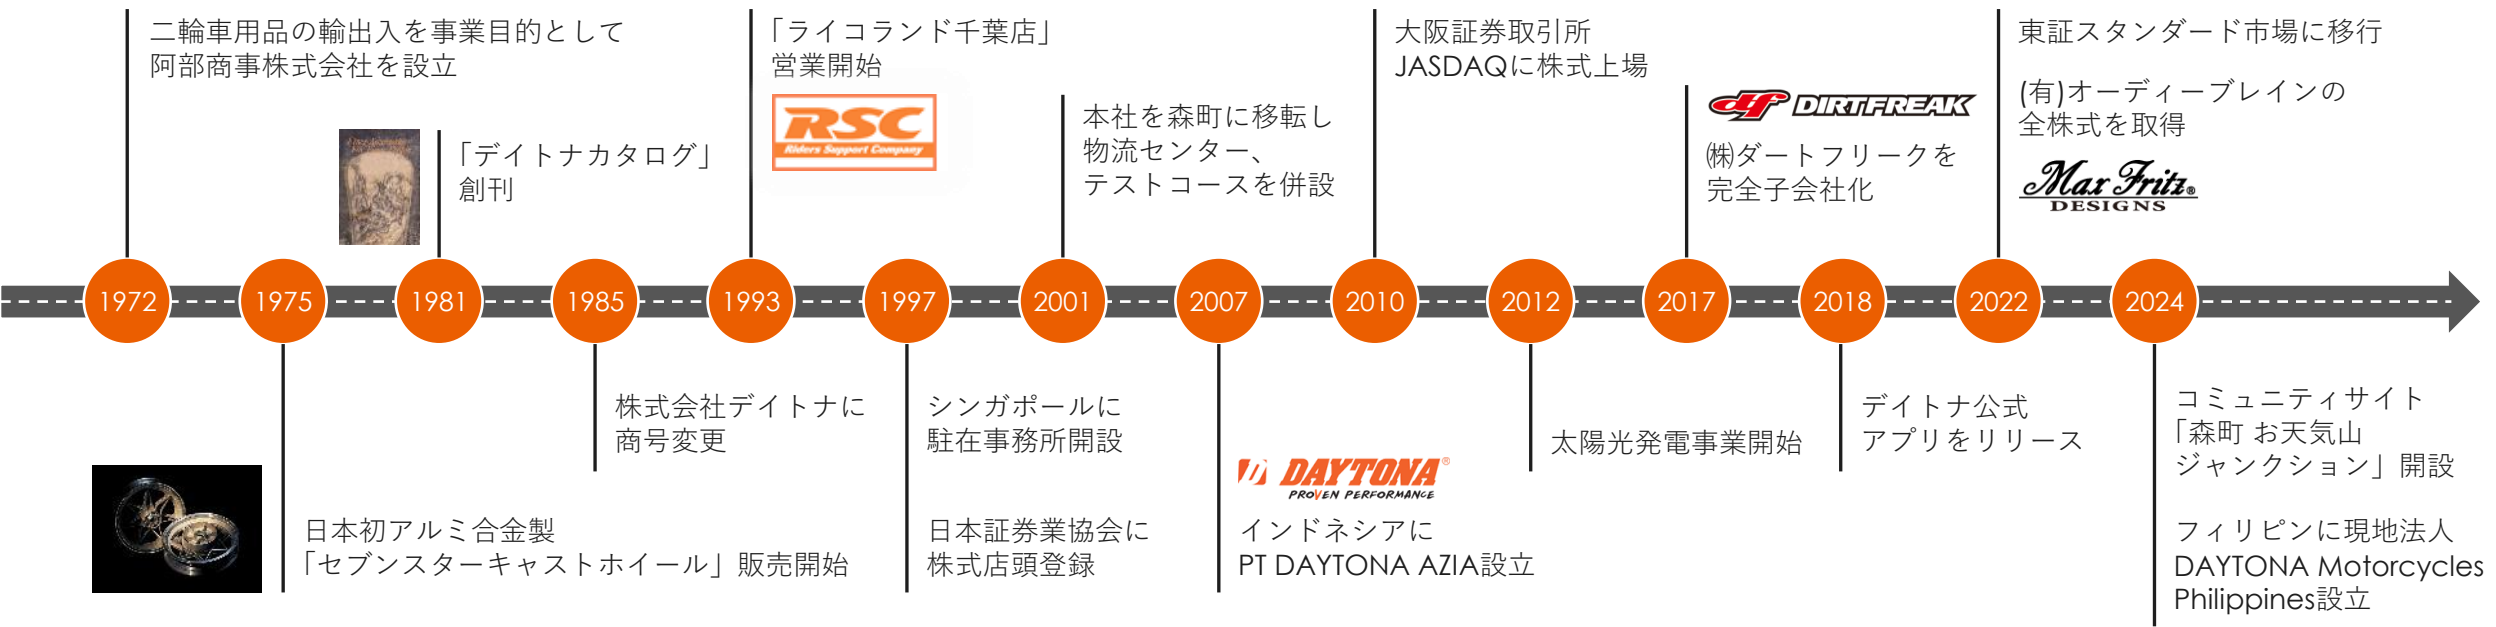 二輪車用品の輸出入を事業目的として
阿部商事株式会社を設立
「デイトナカタログ」
創刊
「ライコランド千葉店」
営業開始
RSC
Riders Support Company
本社を森町に移転し
物流センター、
テストコースを併設
大阪証券取引所
JASDAQに株式上場
df DIRTFREAK
㈱ダートフリークを
完全子会社化
東証スタンダード市場に移行
(有)オーディーブレインの
全株式を取得
Max Fritz®
DESIGNS
1972 1975 1981 1985 1993 1997 2001 2007 2010 2012 2017 2018 2022 2024
日本初アルミ合金製
「セブンスターキャストホイール」販売開始
株式会社デイトナに
商号変更
シンガポールに
駐在事務所開設
日本証券業協会に
株式店頭登録
DAYTONA®
PROVEN PERFORMANCE
インドネシアに
PT DAYTONA AZIA設立
太陽光発電事業開始
デイトナ公式
アプリをリリース
コミュニティサイト
「森町 お天気山
ジャンクション」開設
フィリピンに現地法人
DAYTONA Motorcycles
Philippines設立